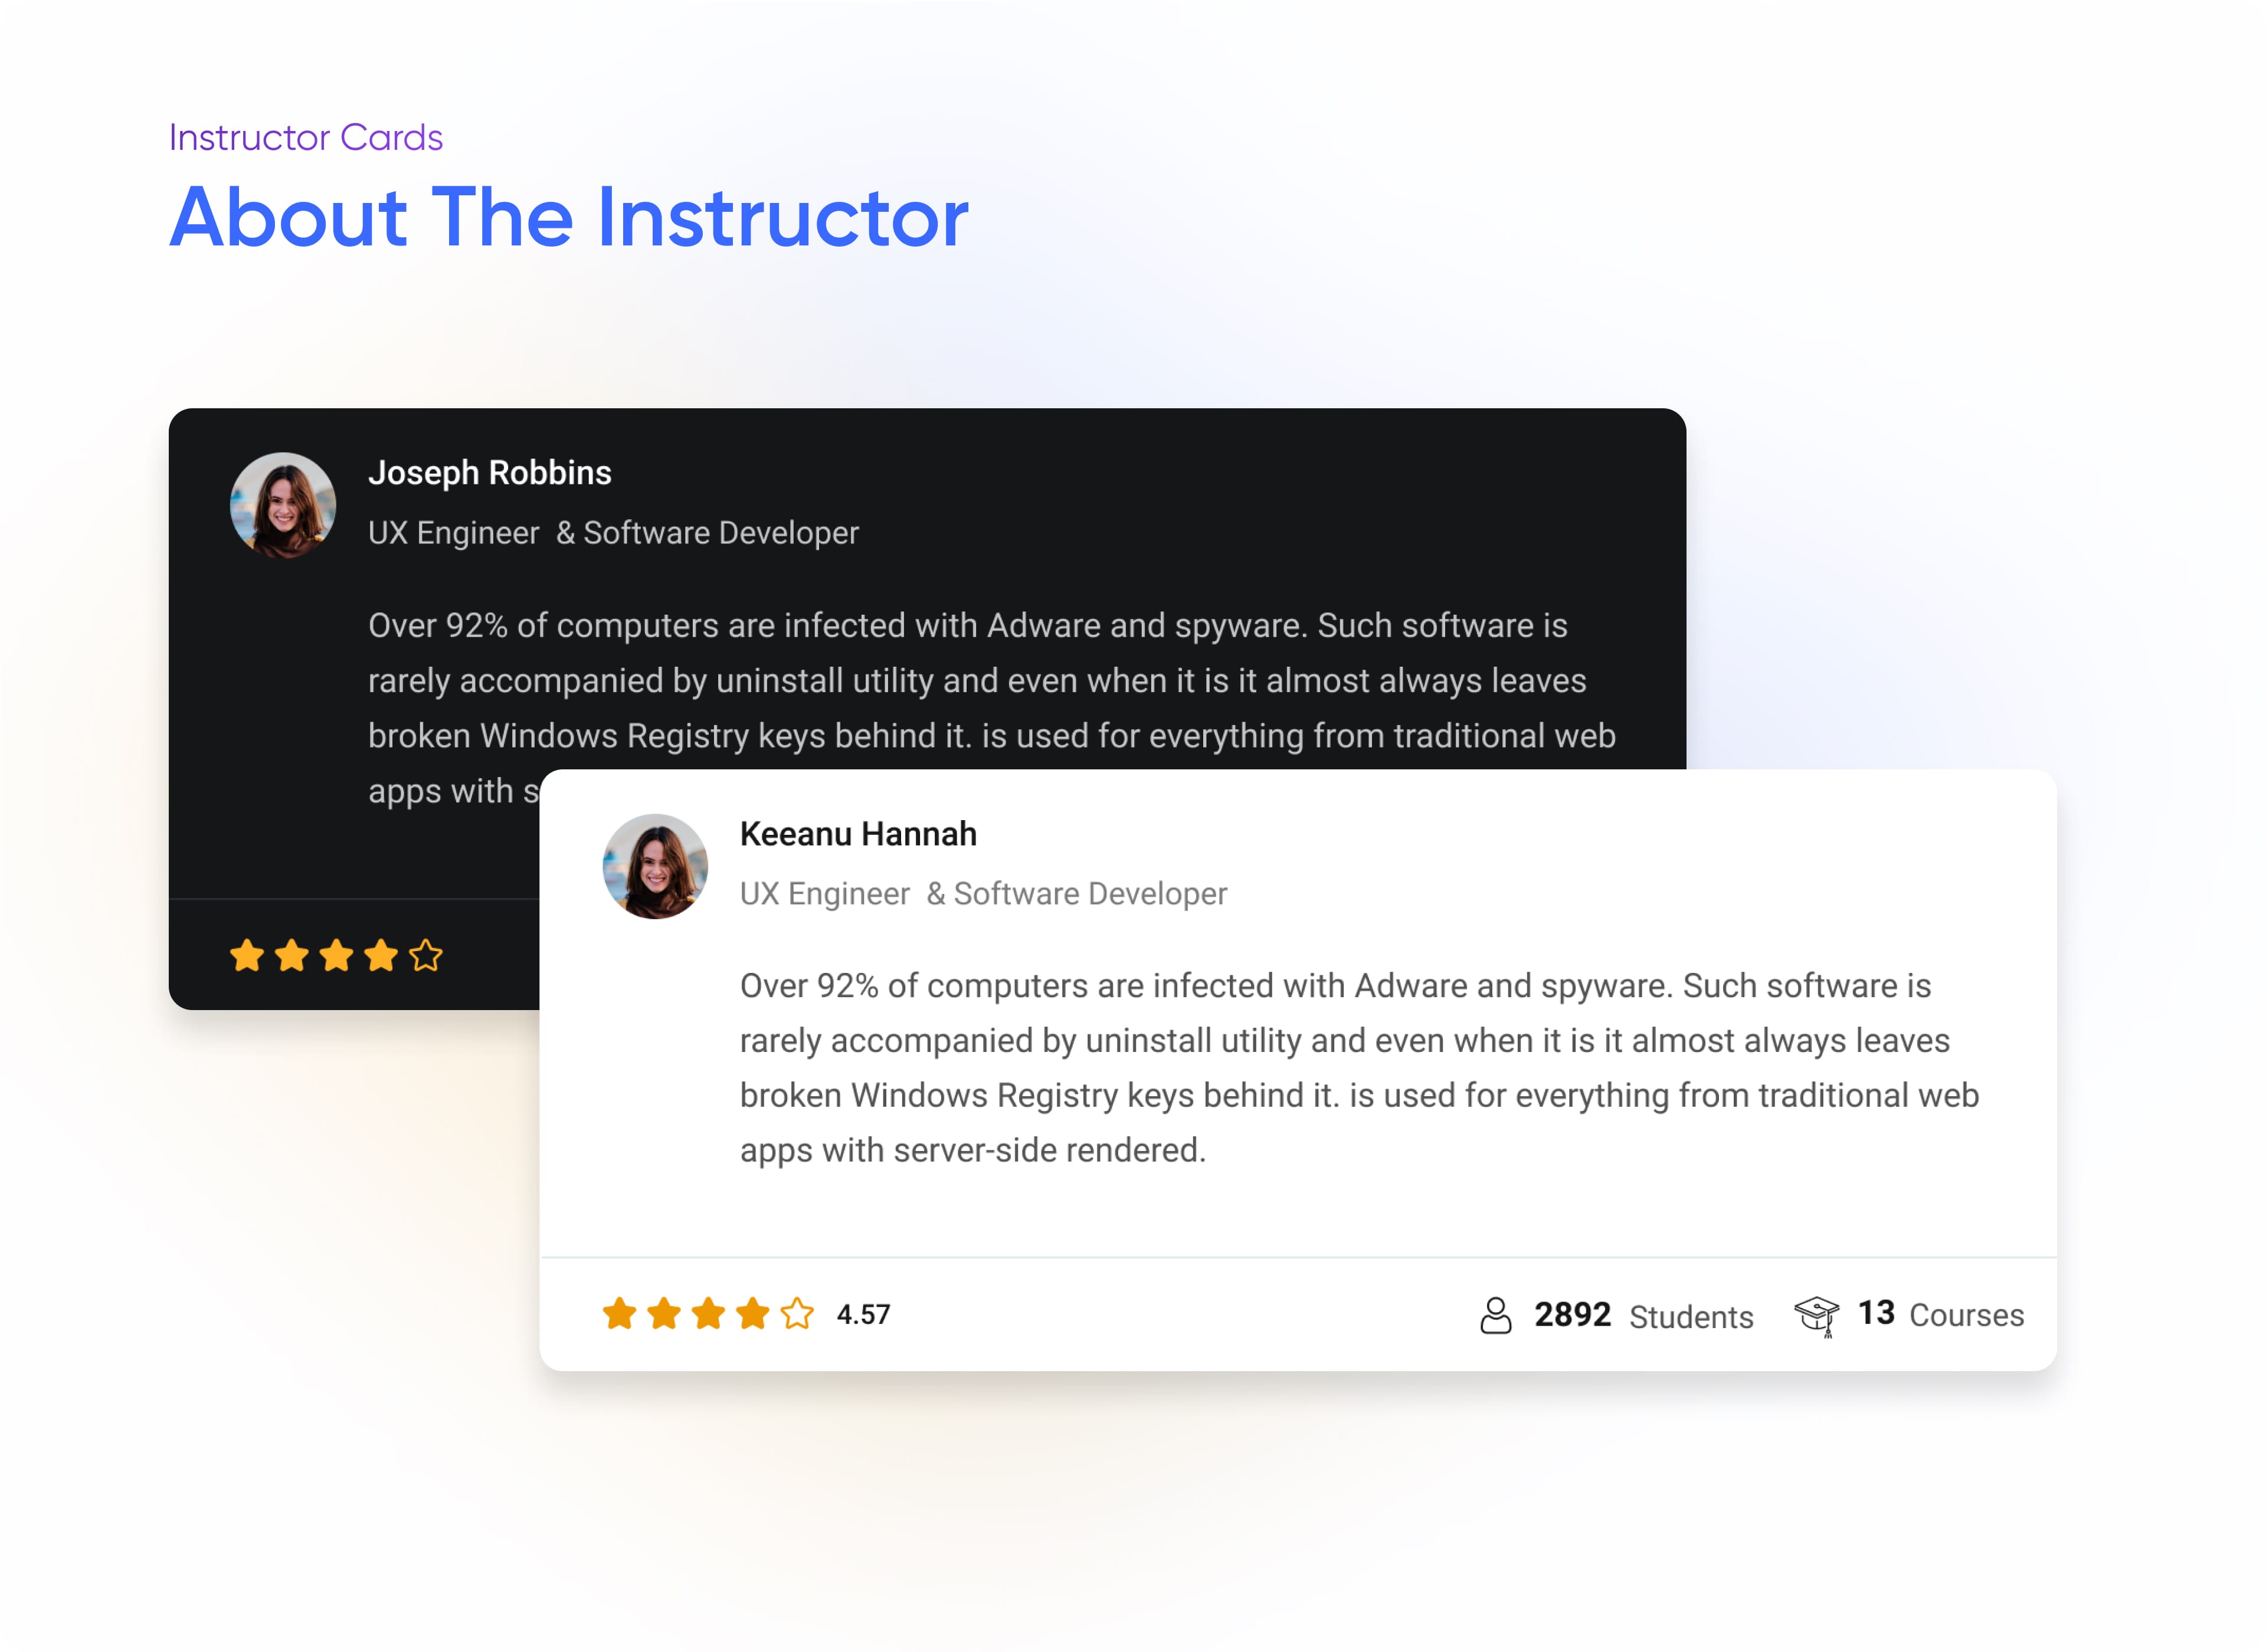 Instructor Cards
About The Instructor
Joseph Robbins
UX Engineer  & Software Developer
Over 92% of computers are infected with Adware and spyware. Such software is
rarely accompanied by uninstall utility and even when it is it almost always leaves
broken Windows Registry keys behind it. is used for everything from traditional web
apps with s
Keeanu Hannah
UX Engineer  & Software Developer
Over 92% of computers are infected with Adware and spyware. Such software is
rarely accompanied by uninstall utility and even when it is it almost always leaves
broken Windows Registry keys behind it. is used for everything from traditional web
apps with server-side rendered.
4.57 2892 Students 13 Courses